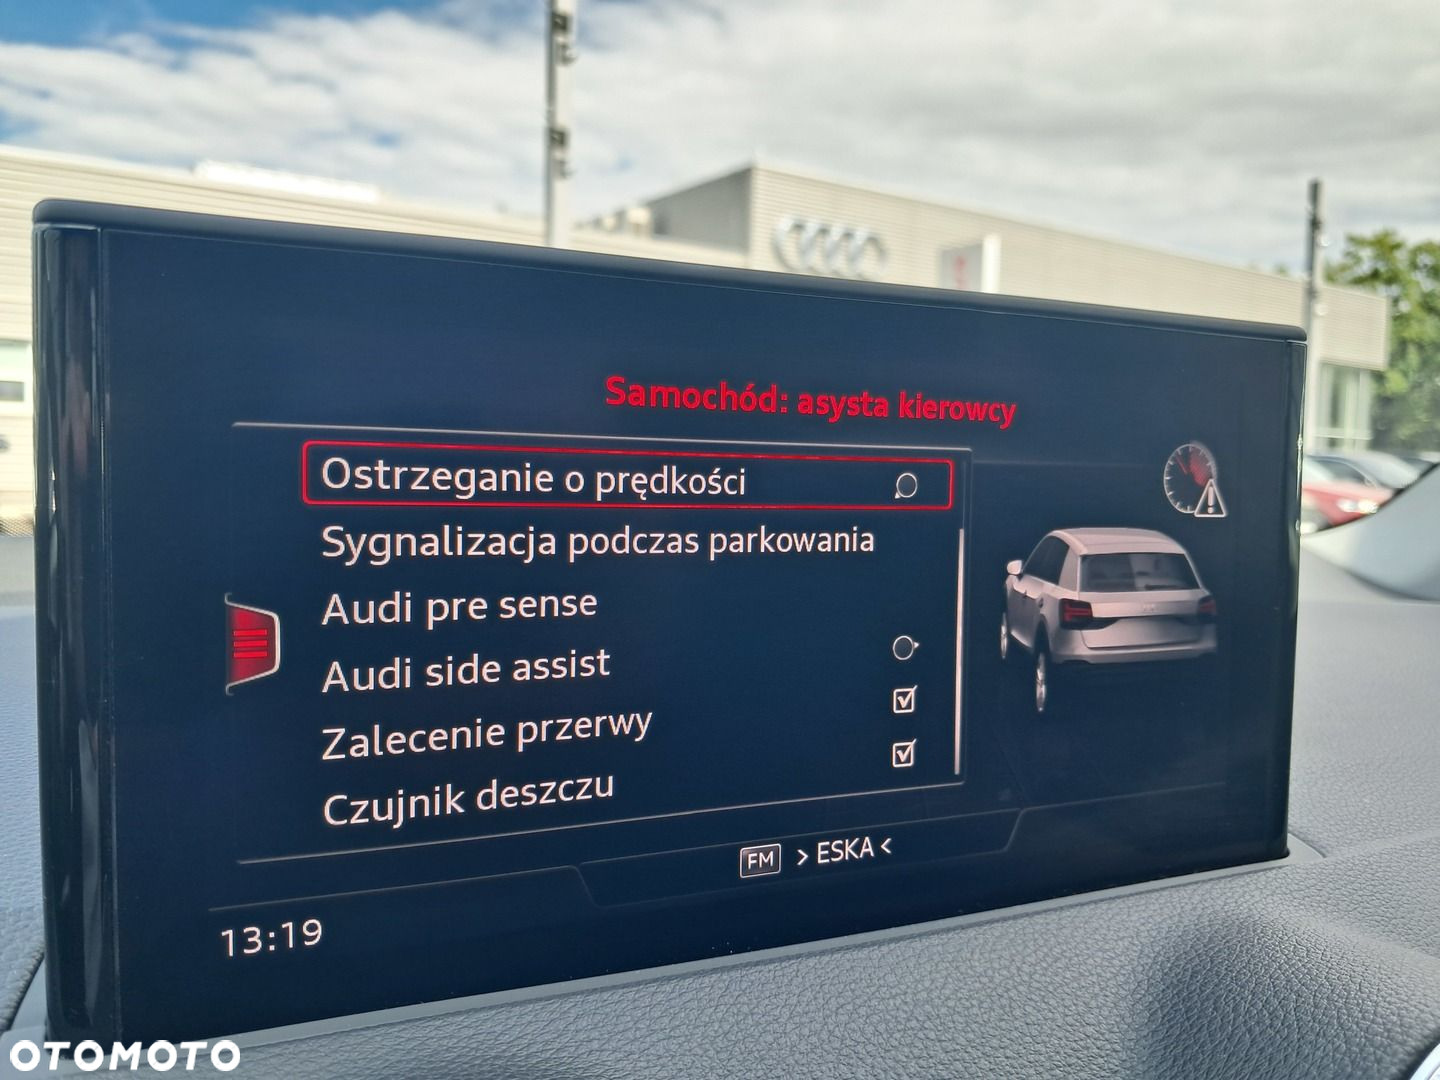 Samochód: asysta kierowcy
Ostrzeganie o prędkości
Sygnalizacja podczas parkowania
Audi pre sense
Audi side assist
Zalecenie przerwy
Czujnik deszczu
FM > ESKA <
13:19
OTOMOTO